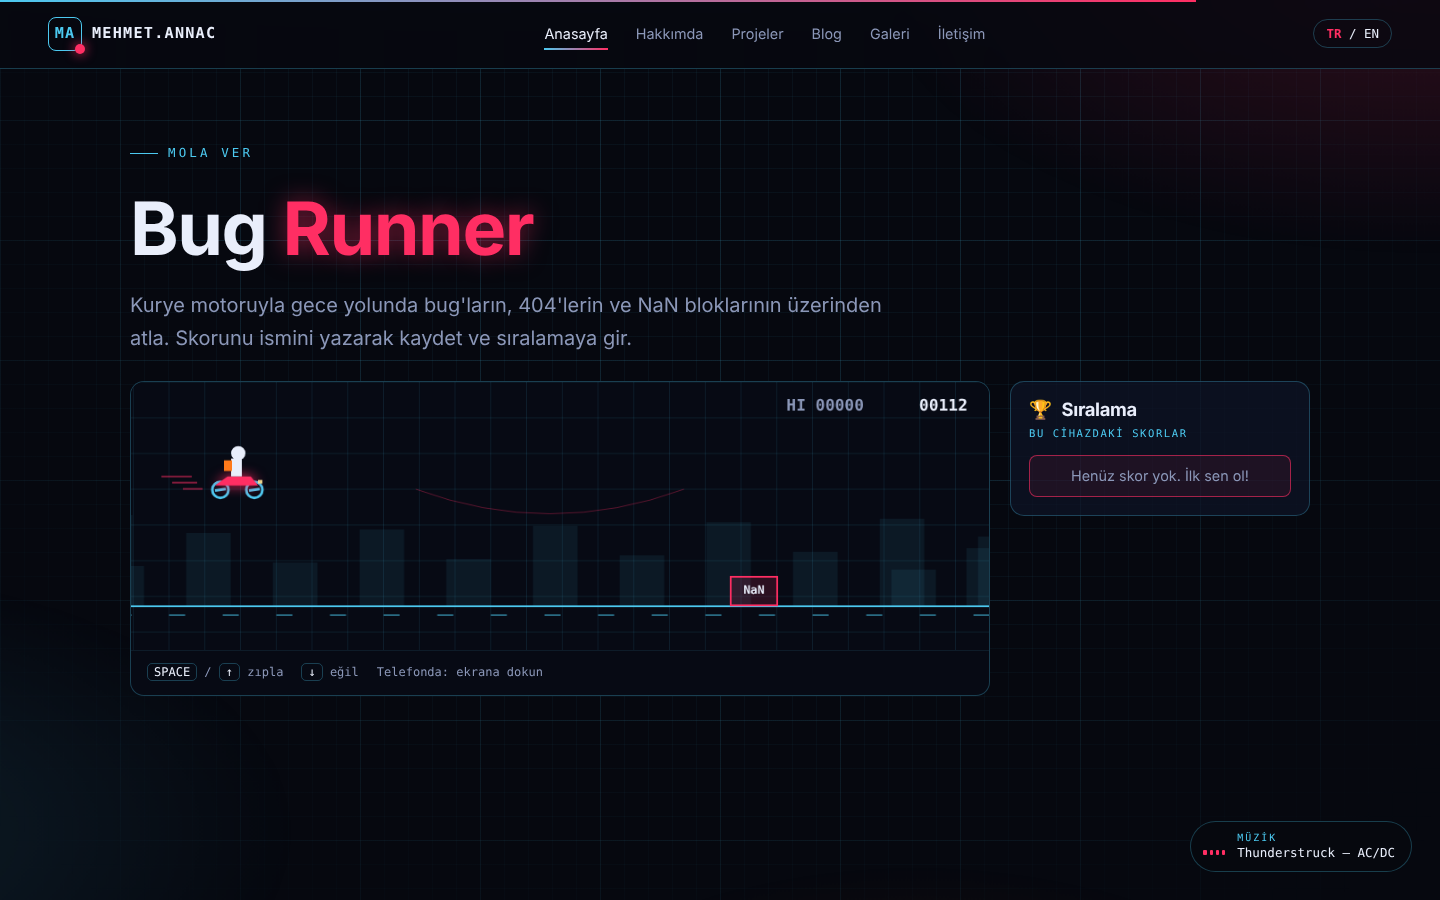 MA MEHMET.ANNAC
Anasayfa Hakkımda Projeler Blog Galeri İletişim
TR / EN
MOLA VER
Bug Runner
Kurye motoruyla gece yolunda bug'ların, 404'lerin ve NaN bloklarının üzerinden
atla. Skorunu ismini yazarak kaydet ve sıralamaya gir.
HI 00000 00112
NaN
SPACE / ↑ zıpla ↓ eğil Telefonda: ekrana dokun
🏆 Sıralama
BU CİHAZDAKİ SKORLAR
Henüz skor yok. İlk sen ol!
MÜZİK
Thunderstruck — AC/DC